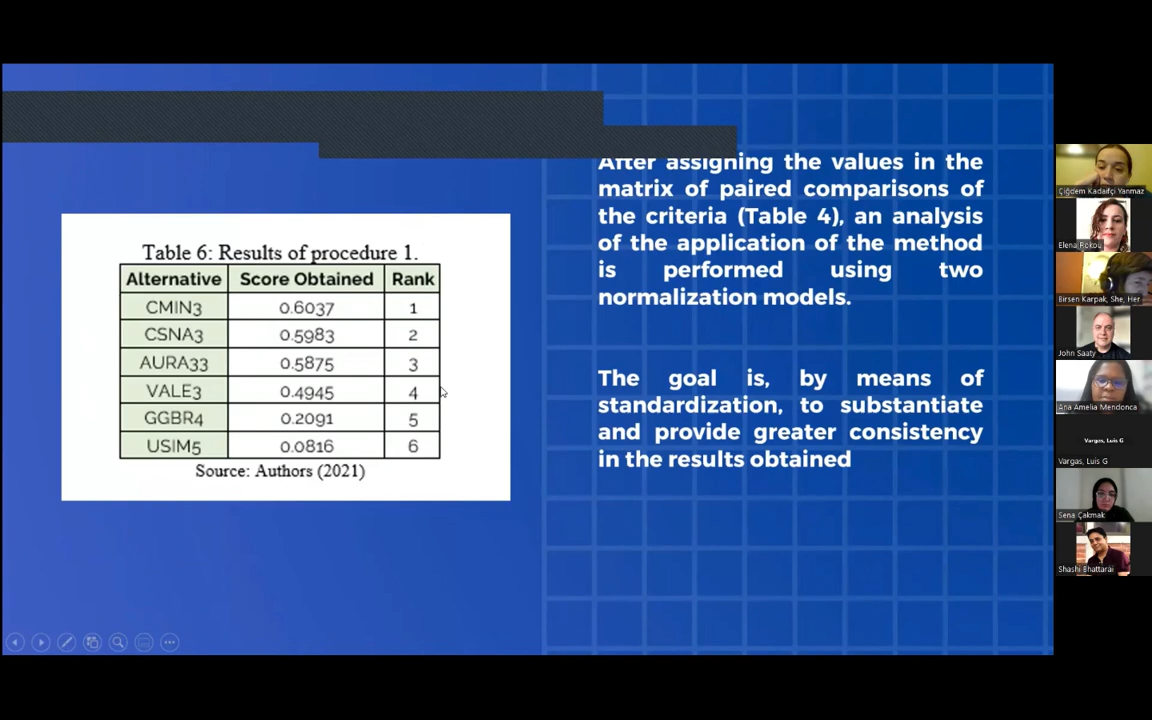 After assigning the values in the
matrix of paired comparisons of
the criteria (Table 4), an analysis
of the application of the method
is performed using two
normalization models.
The goal is, by means of
standardization, to substantiate
and provide greater consistency
in the results obtained
Table 6: Results of procedure 1.
Alternative Score Obtained Rank
CMIN3 0.6037 1
CSNA3 0.5983 2
AURA33 0.5875 3
VALE3 0.4945 4
GGBR4 0.2091 5
USIM5 0.0816 6
Source: Authors (2021)
Çiğdem Kadaifçi Yanmaz
Elena Rokou
Birsen Karpak, She, Her
John Saaty
Ana Amelia Mendonca
Vargas, Luis G
Vargas, Luis G
Sena Çakmak
Shashi Bhattarai